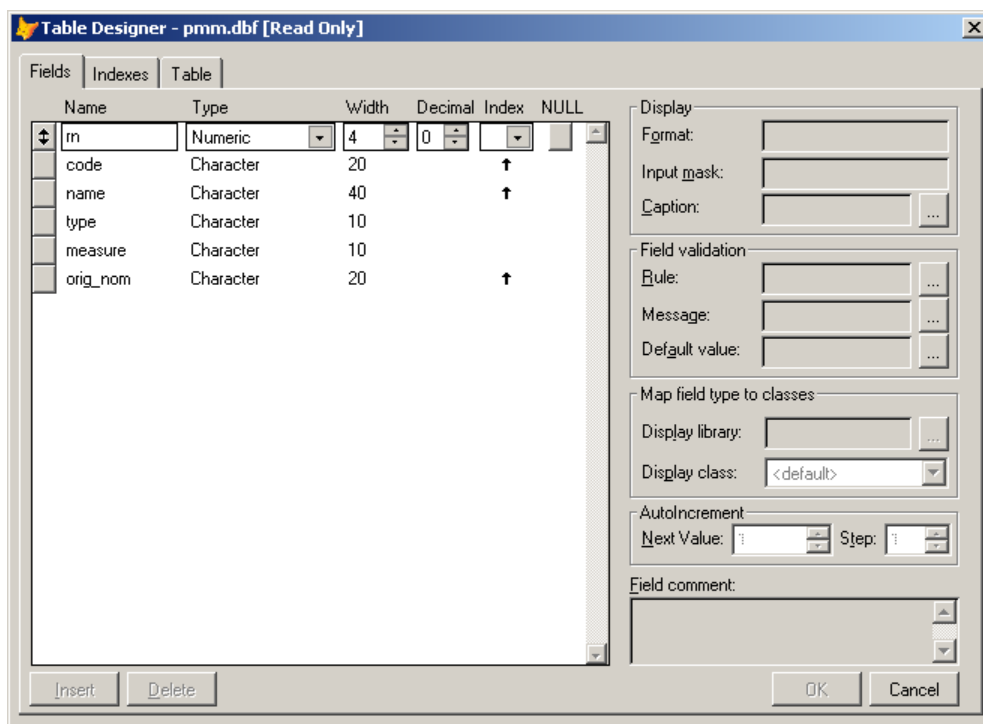 Table Designer - pmm.dbf [Read Only]
Fields Indexes Table
Name Type Width Decimal Index NULL
rn Numeric 4 0
code Character 20 ↑
name Character 40 ↑
type Character 10
measure Character 10
orig_nom Character 20 ↑
Display
Format:
Input mask:
Caption: ...
Field validation
Rule: ...
Message: ...
Default value: ...
Map field type to classes
Display library: ...
Display class: <default>
AutoIncrement
Next Value: 1 Step: 1
Field comment:
Insert Delete OK Cancel